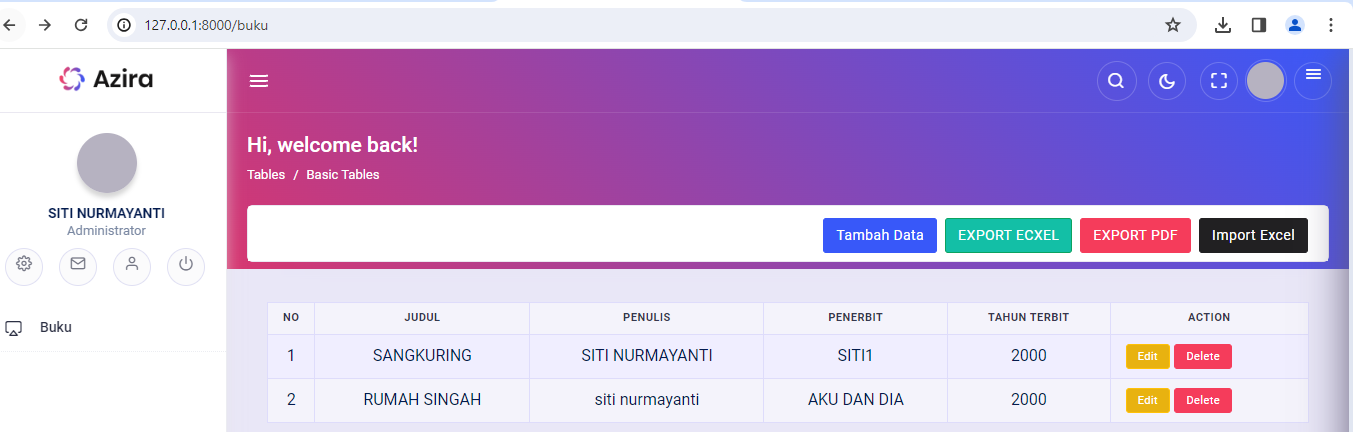 127.0.0.1:8000/buku
Azira
Hi, welcome back!
Tables / Basic Tables
SITI NURMAYANTI
Administrator
Tambah Data EXPORT ECXEL EXPORT PDF Import Excel
Buku
NO JUDUL PENULIS PENERBIT TAHUN TERBIT ACTION
1 SANGKURING SITI NURMAYANTI SITI1 2000 Edit Delete
2 RUMAH SINGAH siti nurmayanti AKU DAN DIA 2000 Edit Delete